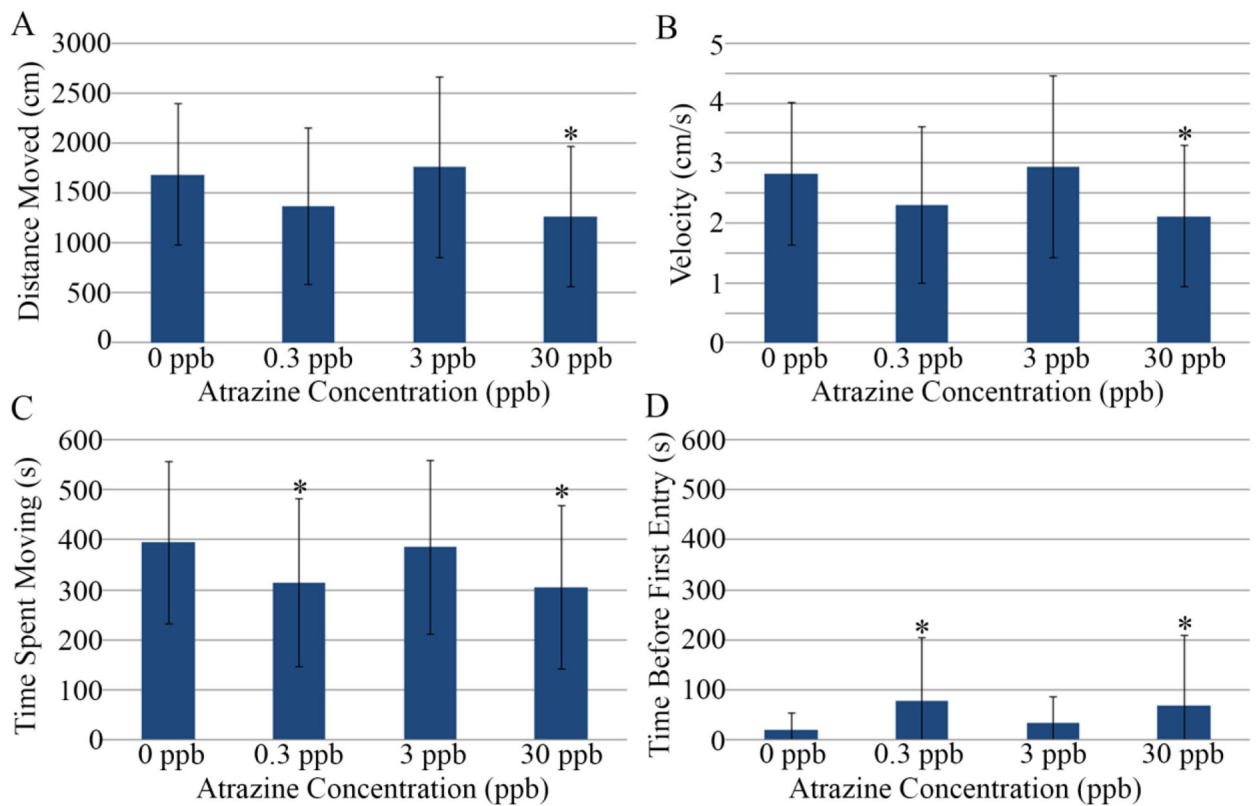 A
Distance Moved (cm)
3000
2500
2000
1500
1000
500
0
*
0 ppb 0.3 ppb 3 ppb 30 ppb
Atrazine Concentration (ppb)
B
Velocity (cm/s)
5
4
3
2
1
0
*
0 ppb 0.3 ppb 3 ppb 30 ppb
Atrazine Concentration (ppb)
C
Time Spent Moving (s)
600
500
400
300
200
100
0
* *
0 ppb 0.3 ppb 3 ppb 30 ppb
Atrazine Concentration (ppb)
D
Time Before First Entry (s)
600
500
400
300
200
100
0
* *
0 ppb 0.3 ppb 3 ppb 30 ppb
Atrazine Concentration (ppb)